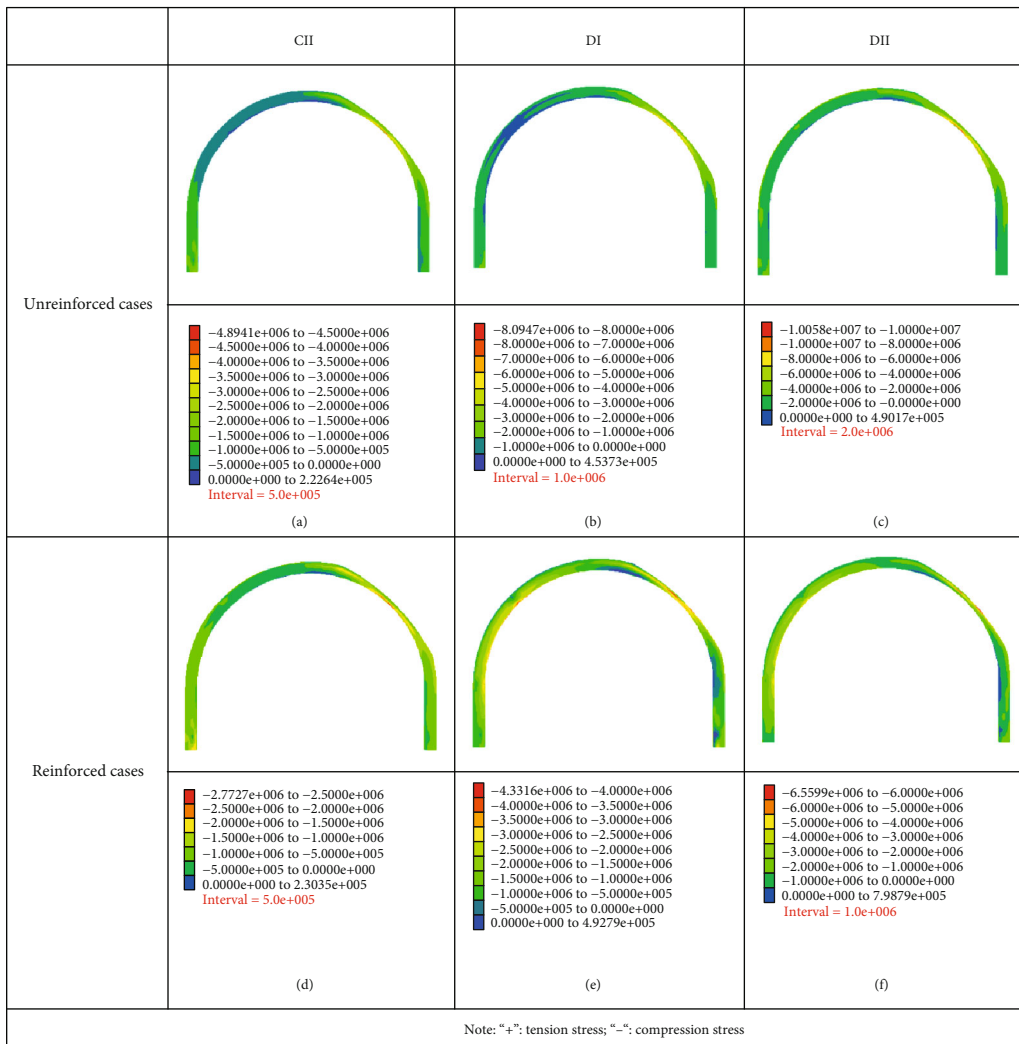 CII
DI
DII
Unreinforced cases
−4.8941e+006 to −4.5000e+006
−4.5000e+006 to −4.0000e+006
−4.0000e+006 to −3.5000e+006
−3.5000e+006 to −3.0000e+006
−3.0000e+006 to −2.5000e+006
−2.5000e+006 to −2.0000e+006
−2.0000e+006 to −1.5000e+006
−1.5000e+006 to −1.0000e+006
−1.0000e+006 to −5.0000e+005
−5.0000e+005 to 0.0000e+000
0.0000e+000 to 2.2264e+005
Interval = 5.0e+005
(a)
−8.0947e+006 to −8.0000e+006
−8.0000e+006 to −7.0000e+006
−7.0000e+006 to −6.0000e+006
−6.0000e+006 to −5.0000e+006
−5.0000e+006 to −4.0000e+006
−4.0000e+006 to −3.0000e+006
−3.0000e+006 to −2.0000e+006
−2.0000e+006 to −1.0000e+006
−1.0000e+006 to 0.0000e+000
0.0000e+000 to 4.5373e+005
Interval = 1.0e+006
(b)
−1.0058e+007 to −1.0000e+007
−1.0000e+007 to −8.0000e+006
−8.0000e+006 to −6.0000e+006
−6.0000e+006 to −4.0000e+006
−4.0000e+006 to −2.0000e+006
−2.0000e+006 to −0.0000e+000
0.0000e+000 to 4.9017e+005
Interval = 2.0e+006
(c)
Reinforced cases
−2.7727e+006 to −2.5000e+006
−2.5000e+006 to −2.0000e+006
−2.0000e+006 to −1.5000e+006
−1.5000e+006 to −1.0000e+006
−1.0000e+006 to −5.0000e+005
−5.0000e+005 to 0.0000e+000
0.0000e+000 to 2.3035e+005
Interval = 5.0e+005
(d)
−4.3316e+006 to −4.0000e+006
−4.0000e+006 to −3.5000e+006
−3.5000e+006 to −3.0000e+006
−3.0000e+006 to −2.5000e+006
−2.5000e+006 to −2.0000e+006
−2.0000e+006 to −1.5000e+006
−1.5000e+006 to −1.0000e+006
−1.0000e+006 to −5.0000e+005
−5.0000e+005 to 0.0000e+000
0.0000e+000 to 4.9279e+005
(e)
−6.5599e+006 to −6.0000e+006
−6.0000e+006 to −5.0000e+006
−5.0000e+006 to −4.0000e+006
−4.0000e+006 to −3.0000e+006
−3.0000e+006 to −2.0000e+006
−2.0000e+006 to −1.0000e+006
−1.0000e+006 to 0.0000e+000
0.0000e+000 to 7.9879e+005
Interval = 1.0e+006
(f)
Note: “+”: tension stress; “−“: compression stress